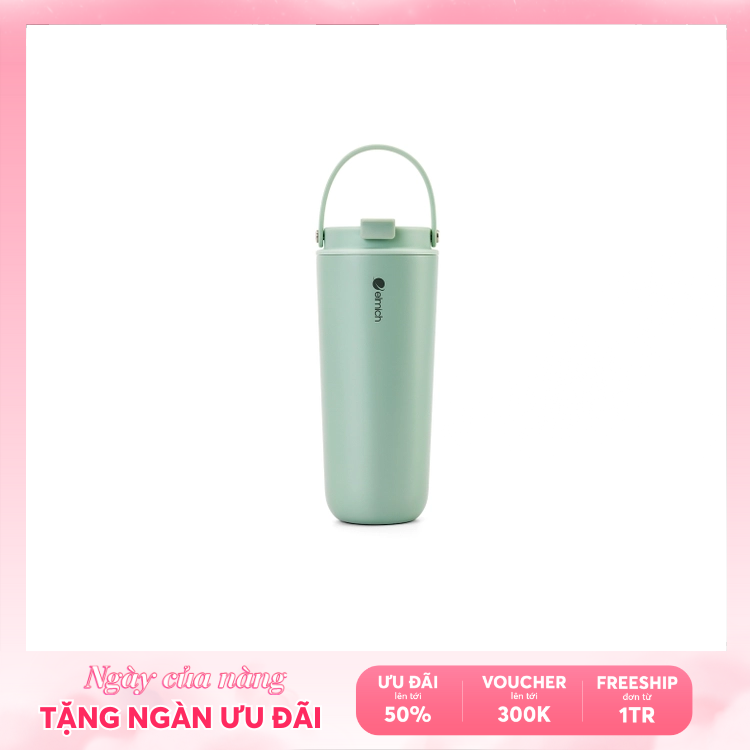 elmich
Ngày của nàng
TẶNG NGÀN ƯU ĐÃI
ƯU ĐÃI
lên tới
50%
VOUCHER
lên tới
300K
FREESHIP
đơn từ
1TR